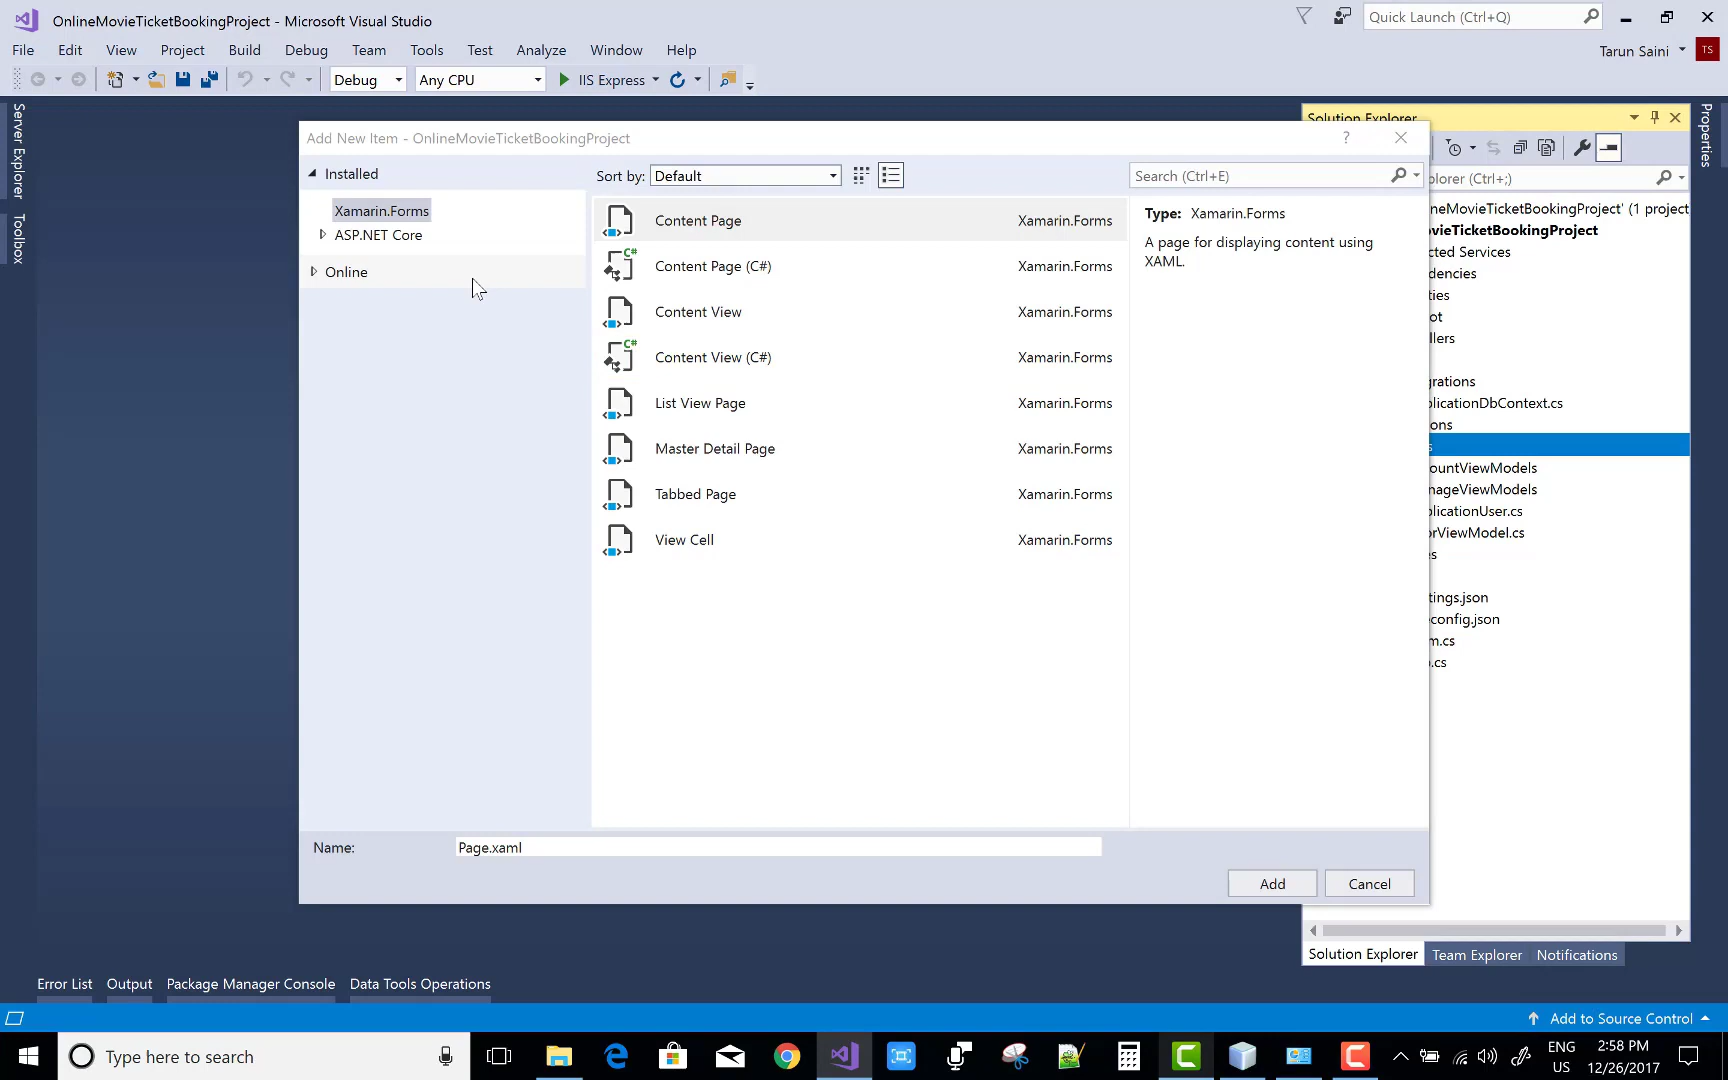 OnlineMovieTicketBookingProject - Microsoft Visual Studio
Quick Launch (Ctrl+Q)
File Edit View Project Build Debug Team Tools Test Analyze Window Help
Tarun Saini TS
Debug Any CPU IIS Express
Server Explorer
Toolbox
Properties
Solution Explorer
Add New Item - OnlineMovieTicketBookingProject
?
Installed
Sort by: Default
Search (Ctrl+E)
plorer (Ctrl+;)
Xamarin.Forms
ASP.NET Core
Online
Content Page Xamarin.Forms
Content Page (C#) Xamarin.Forms
Content View Xamarin.Forms
Content View (C#) Xamarin.Forms
List View Page Xamarin.Forms
Master Detail Page Xamarin.Forms
Tabbed Page Xamarin.Forms
View Cell Xamarin.Forms
Type: Xamarin.Forms
A page for displaying content using
XAML.
neMovieTicketBookingProject' (1 project
ovieTicketBookingProject
cted Services
dencies
ties
ot
llers
grations
plicationDbContext.cs
ons
s
ountViewModels
nageViewModels
plicationUser.cs
orViewModel.cs
es
tings.json
econfig.json
m.cs
.cs
Name: Page.xaml
Add Cancel
Solution Explorer Team Explorer Notifications
Error List Output Package Manager Console Data Tools Operations
Add to Source Control
Type here to search
ENG
US
2:58 PM
12/26/2017